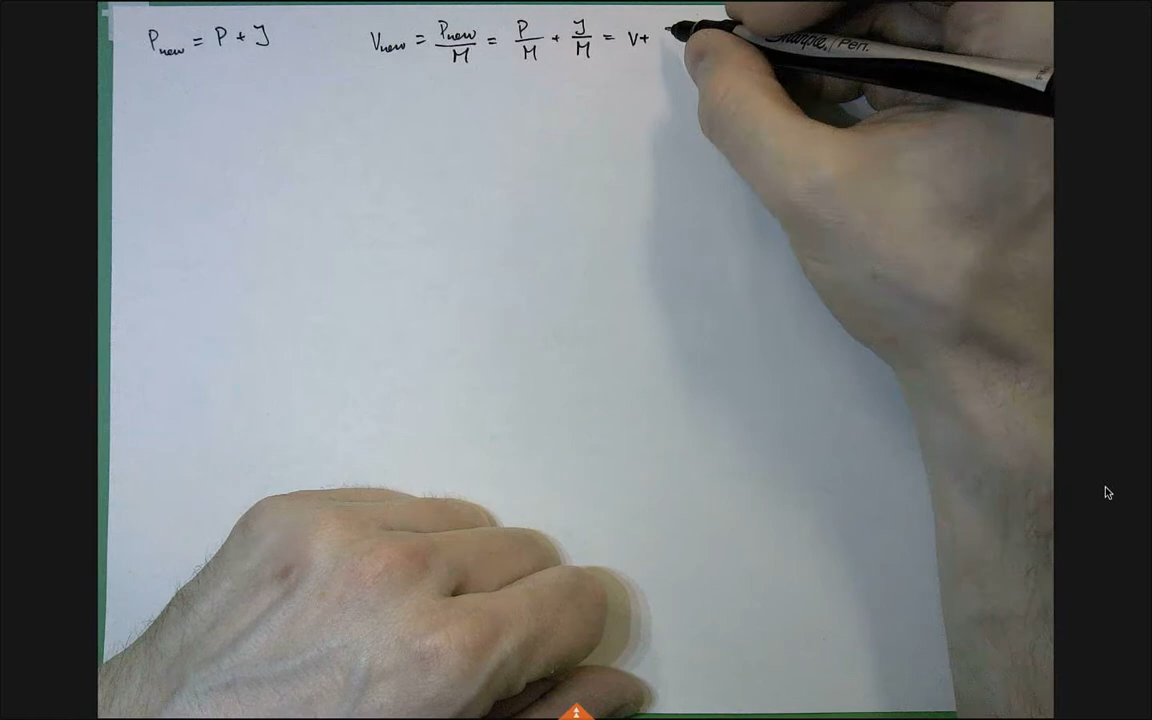 P_new = P + J
V_new = P_new/M = P/M + J/M = V+
Sharpie Pen.